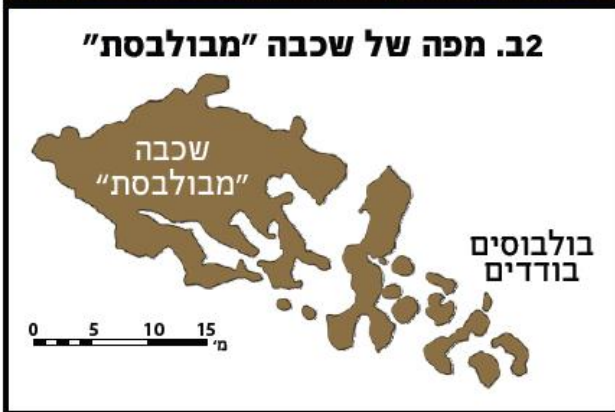 2ב. מפה של שכבה "מבולבסת"
שכבה
"מבולבסת"
בולבוסים
בודדים
0 5 10 15
מ'